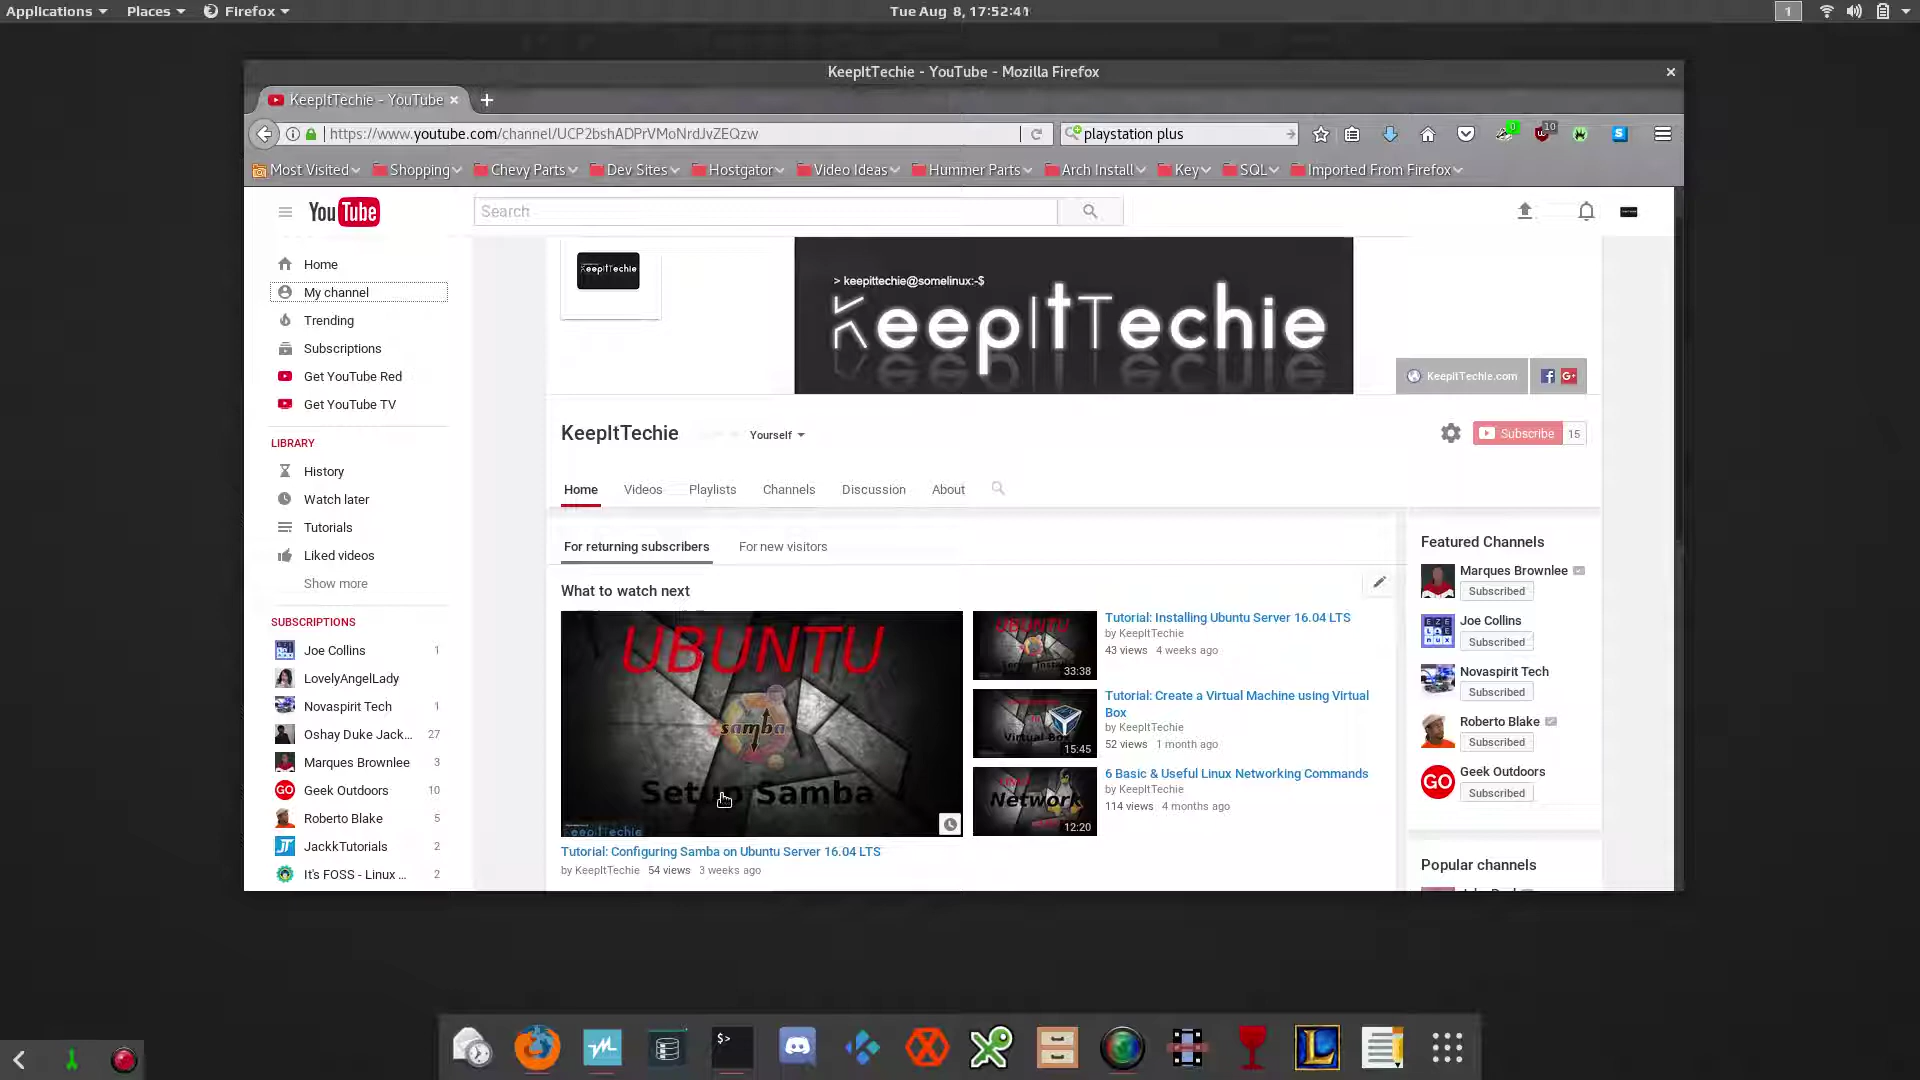 Applications Places Firefox Tue Aug 8, 17:52:41 1
KeepItTechie - YouTube - Mozilla Firefox
KeepItTechie - YouTube
https://www.youtube.com/channel/UCP2bshADPrVMoNrdJvZEQzw playstation plus 0 10
Most Visited Shopping Chevy Parts Dev Sites Hostgator Video Ideas Hummer Parts Arch Install Key SQL Imported From Firefox
YouTube Search
Home
My channel
Trending
Subscriptions
Get YouTube Red
Get YouTube TV
LIBRARY
History
Watch later
Tutorials
Liked videos
Show more
SUBSCRIPTIONS
Joe Collins 1
LovelyAngelLady
Novaspirit Tech 1
Oshay Duke Jack... 27
Marques Brownlee 3
Geek Outdoors 10
Roberto Blake 5
JackkTutorials 2
It's FOSS - Linux ... 2
KeepItTechie
> keepittechie@somelinux:~$
KeepItTechie
KeepItTechie.com
KeepItTechie Yourself Subscribe 15
Home Videos Playlists Channels Discussion About
For returning subscribers For new visitors
What to watch next
UBUNTU
samba
Setup Samba
KeepItTechie
Tutorial: Configuring Samba on Ubuntu Server 16.04 LTS
by KeepItTechie 54 views 3 weeks ago
UBUNTU
33:38
Tutorial: Installing Ubuntu Server 16.04 LTS
by KeepItTechie
43 views 4 weeks ago
Virtual Box
15:45
Tutorial: Create a Virtual Machine using Virtual
Box
by KeepItTechie
52 views 1 month ago
Network
12:20
6 Basic & Useful Linux Networking Commands
by KeepItTechie
114 views 4 months ago
Featured Channels
Marques Brownlee
Subscribed
Joe Collins
Subscribed
Novaspirit Tech
Subscribed
Roberto Blake
Subscribed
GO
Geek Outdoors
Subscribed
Popular channels
$>
L